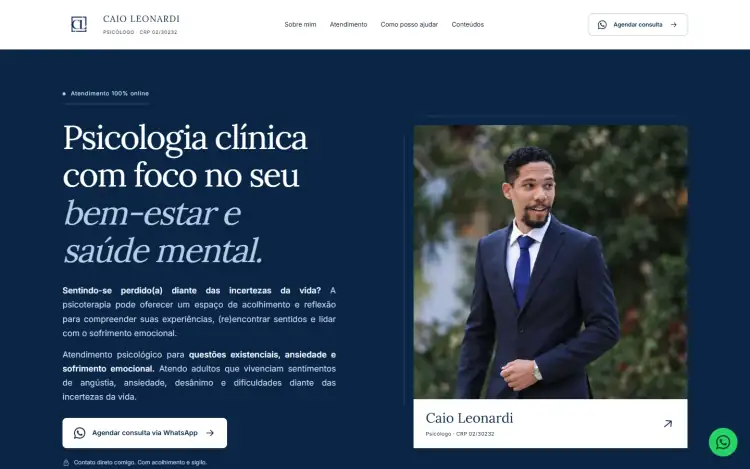 CL
CAIO LEONARDI
PSICÓLOGO · CRP 02/30232
Sobre mim
Atendimento
Como posso ajudar
Conteúdos
Agendar consulta
Atendimento 100% online
Psicologia clínica
com foco no seu
bem-estar e
saúde mental.
Sentindo-se perdido(a) diante das incertezas da vida? A
psicoterapia pode oferecer um espaço de acolhimento e reflexão
para compreender suas experiências, (re)encontrar sentidos e lidar
com o sofrimento emocional.
Atendimento psicológico para questões existenciais, ansiedade e
sofrimento emocional. Atendo adultos que vivenciam sentimentos
de angústia, ansiedade, desânimo e dificuldades diante das
incertezas da vida.
Agendar consulta via WhatsApp
Contato direto comigo. Com acolhimento e sigilo.
Caio Leonardi
Psicólogo · CRP 02/30232